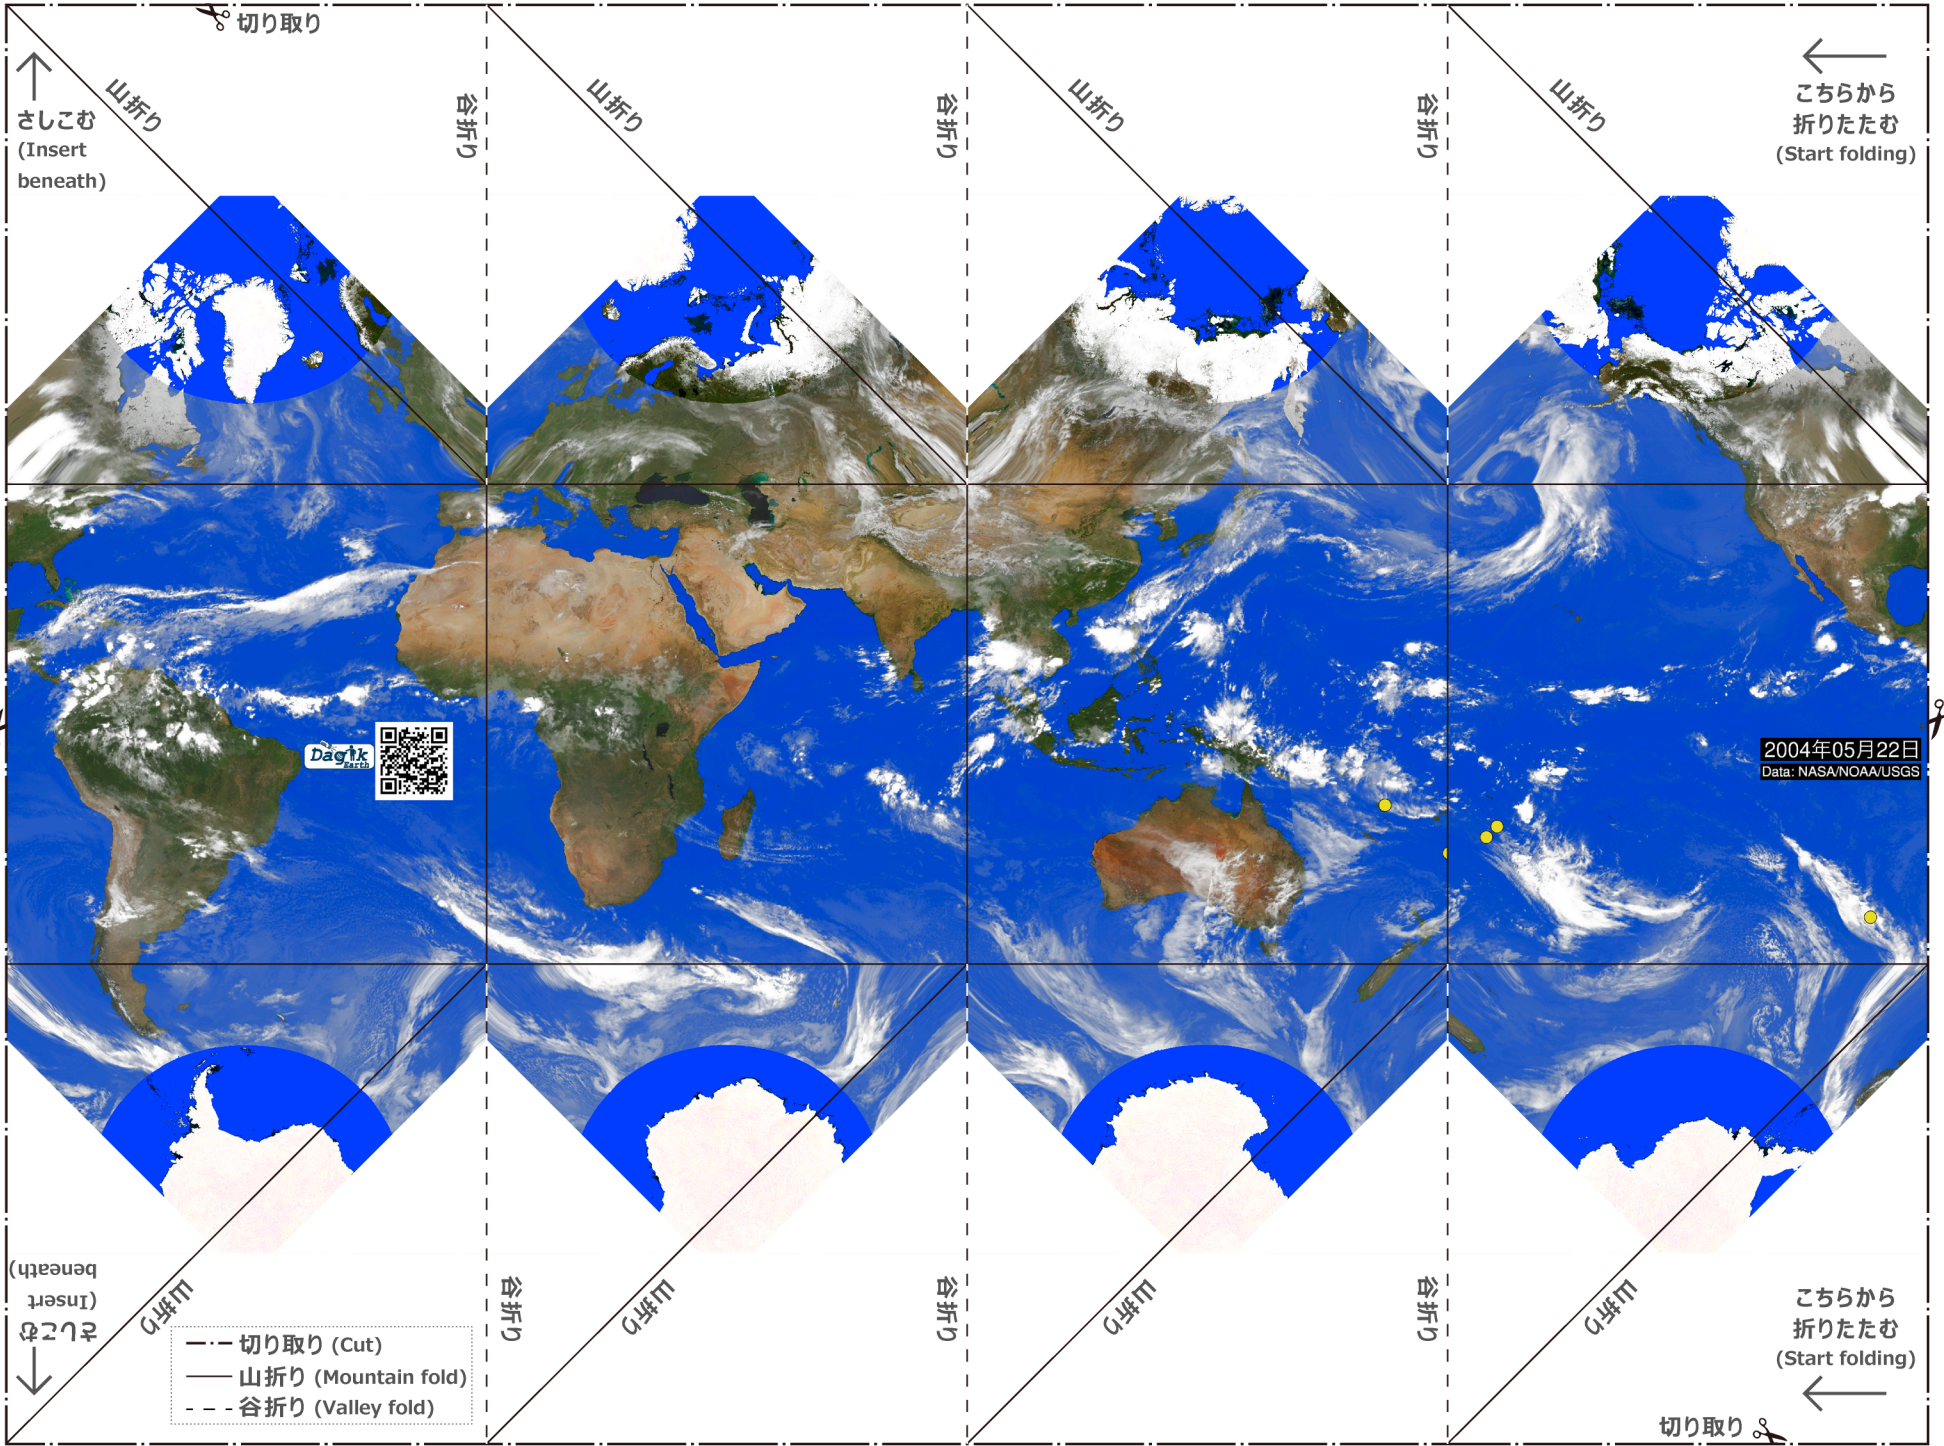 切り取り
山折り
谷折り
山折り
谷折り
山折り
谷折り
山折り
こちらから
折りたたむ
(Start folding)
さしこむ
(Insert
beneath)
Dagik
Earth
2004年05月22日
Data: NASA/NOAA/USGS
さしこむ
(Insert
beneath)
山折り
谷折り
山折り
谷折り
山折り
谷折り
山折り
こちらから
折りたたむ
(Start folding)
切り取り (Cut)
山折り (Mountain fold)
谷折り (Valley fold)
切り取り